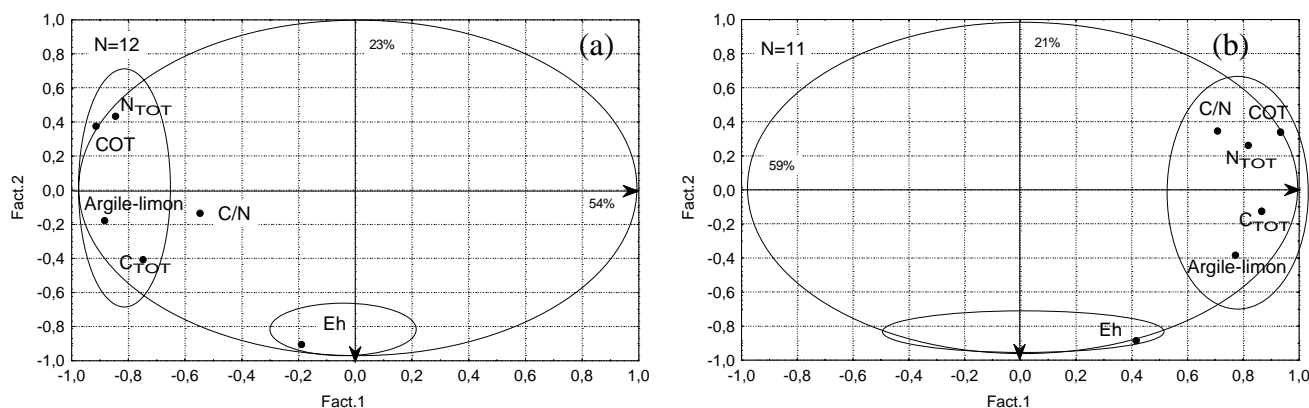 N=12
(a)
23%
N TOT
COT
Argile-limon
C/N
54%
C TOT
Eh
1,0
0,8
0,6
0,4
0,2
0,0
-0,2
-0,4
-0,6
-0,8
-1,0
Fact.2
-1,0 -0,8 -0,6 -0,4 -0,2 0,0 0,2 0,4 0,6 0,8 1,0
Fact.1
N=11
(b)
21%
C/N COT
N TOT
59%
C TOT
Argile-limon
Eh
1,0
0,8
0,6
0,4
0,2
0,0
-0,2
-0,4
-0,6
-0,8
-1,0
Fact.2
-1,0 -0,8 -0,6 -0,4 -0,2 0,0 0,2 0,4 0,6 0,8 1,0
Fact.1